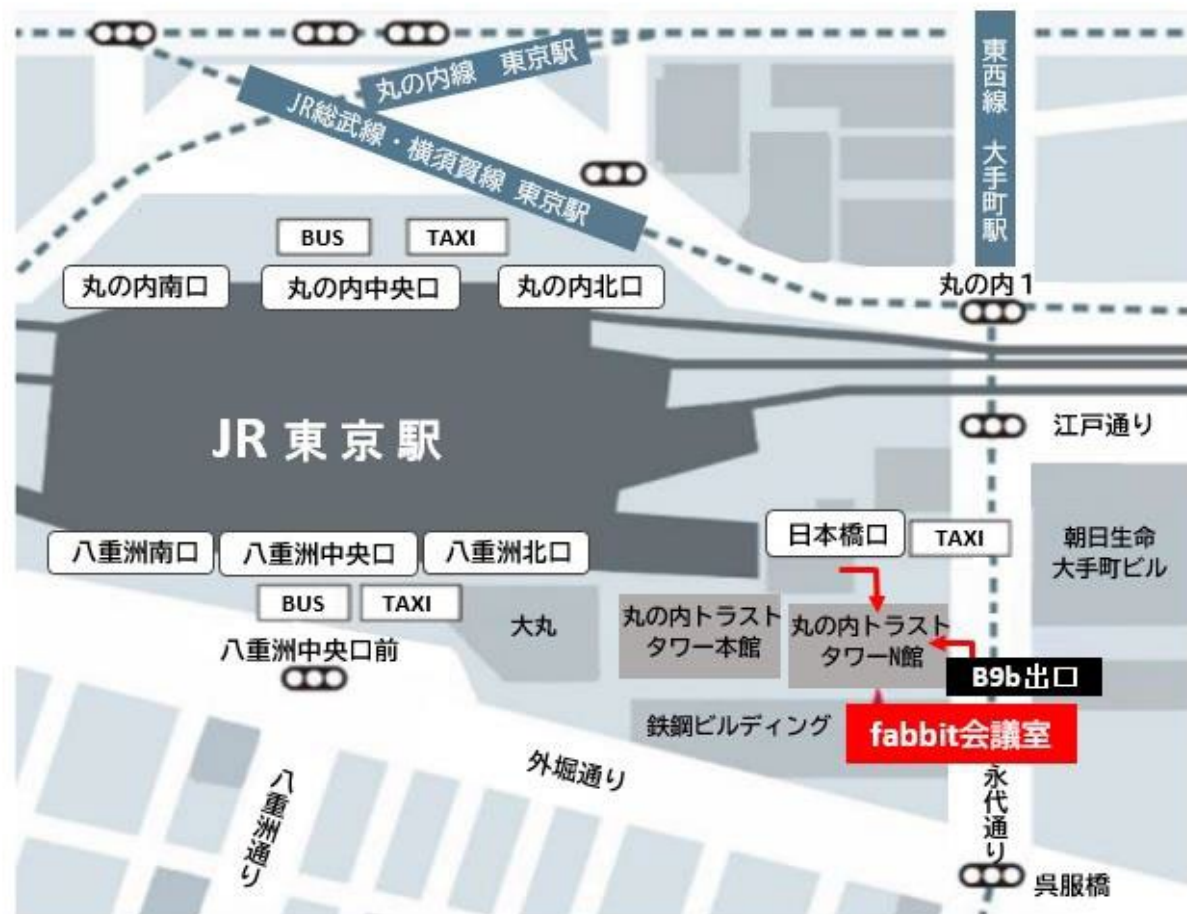 丸の内線 東京駅
JR総武線・横須賀線 東京駅
東西線 大手町駅
BUS
TAXI
丸の内南口
丸の内中央口
丸の内北口
丸の内1
JR東京駅
江戸通り
八重洲南口
八重洲中央口
八重洲北口
日本橋口
TAXI
朝日生命
大手町ビル
BUS
TAXI
大丸
丸の内トラスト
タワー本館
丸の内トラスト
タワーN館
八重洲中央口前
B9b出口
鉄鋼ビルディング
fabbit会議室
外堀通り
八重洲通り
永代通り
呉服橋